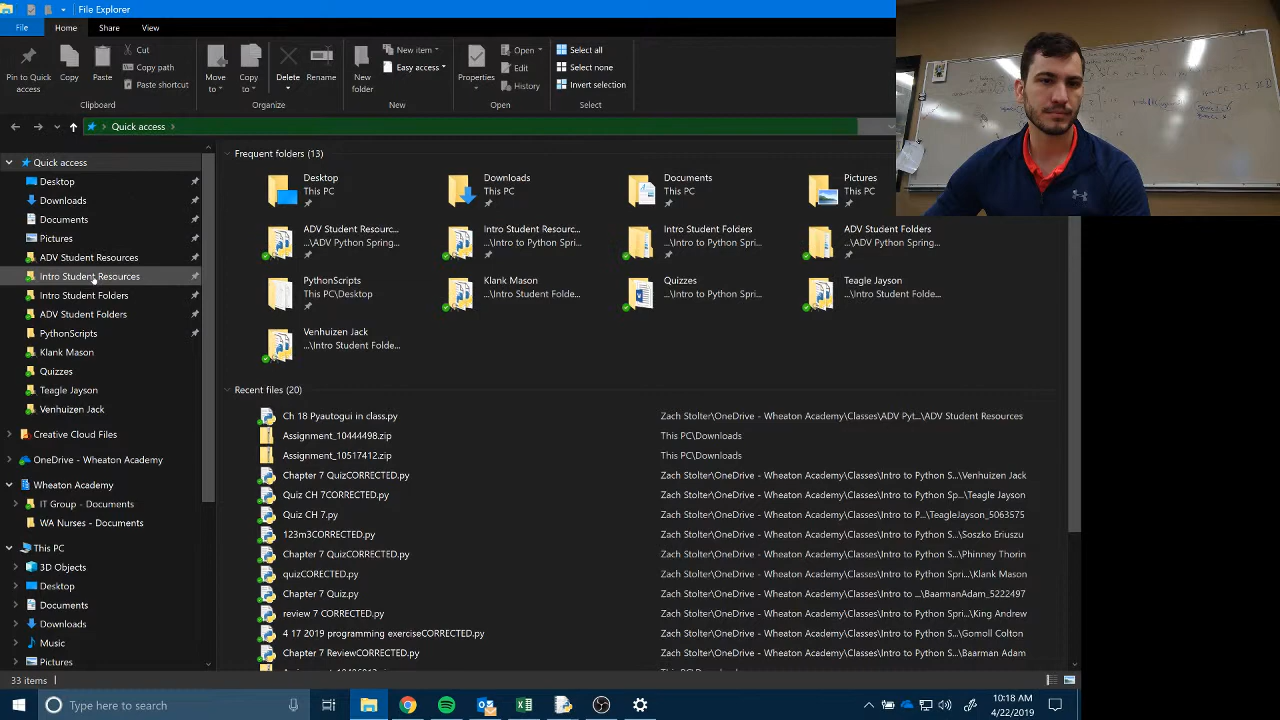 File Explorer
File Home Share View
Pin to Quick access
Copy
Paste
Cut
Copy path
Paste shortcut
Move to
Copy to
Delete
Rename
New folder
New item
Easy access
Properties
Open
Edit
History
Select all
Select none
Invert selection
Clipboard Organize New Open Select
Quick access
Quick access
Desktop
Downloads
Documents
Pictures
ADV Student Resources
Intro Student Resources
Intro Student Folders
ADV Student Folders
PythonScripts
Klank Mason
Quizzes
Teagle Jayson
Venhuizen Jack
Creative Cloud Files
OneDrive - Wheaton Academy
Wheaton Academy
IT Group - Documents
WA Nurses - Documents
This PC
3D Objects
Desktop
Documents
Downloads
Music
Pictures
Frequent folders (13)
Desktop
This PC
Downloads
This PC
Documents
This PC
Pictures
This PC
ADV Student Resourc...
...\ADV Python Spring...
Intro Student Resourc...
...\Intro to Python Spri...
Intro Student Folders
...\Intro to Python Spri...
ADV Student Folders
...\ADV Python Spring...
PythonScripts
This PC\Desktop
Klank Mason
...\Intro Student Folde...
Quizzes
...\Intro to Python Spri...
Teagle Jayson
...\Intro Student Folde...
Venhuizen Jack
...\Intro Student Folde...
Recent files (20)
Ch 18 Pyautogui in class.py Zach Stolter\OneDrive - Wheaton Academy\Classes\ADV Pyt...\ADV Student Resources
Assignment_10444498.zip This PC\Downloads
Assignment_10517412.zip This PC\Downloads
Chapter 7 QuizCORRECTED.py Zach Stolter\OneDrive - Wheaton Academy\Classes\Intro to Python Spr...\Venhuizen Jack
Quiz CH 7CORRECTED.py Zach Stolter\OneDrive - Wheaton Academy\Classes\Intro to Python Sp...\Teagle Jayson
Quiz CH 7.py Zach Stolter\OneDrive - Wheaton Academy\Classes\Intro to P...\TeagleJayson_5063575
123m3CORRECTED.py Zach Stolter\OneDrive - Wheaton Academy\Classes\Intro to Python S...\Soszko Eriuszu
Chapter 7 QuizCORRECTED.py Zach Stolter\OneDrive - Wheaton Academy\Classes\Intro to Python S...\Phinney Thorin
quizCORECTED.py Zach Stolter\OneDrive - Wheaton Academy\Classes\Intro to Python Spri...\Klank Mason
Chapter 7 Quiz.py Zach Stolter\OneDrive - Wheaton Academy\Classes\Intro ...\BaarmanAdam_5222497
review 7 CORRECTED.py Zach Stolter\OneDrive - Wheaton Academy\Classes\Intro to Python Spri...\King Andrew
4 17 2019 programming exerciseCORRECTED.py Zach Stolter\OneDrive - Wheaton Academy\Classes\Intro to Python S...\Gomoll Colton
Chapter 7 ReviewCORRECTED.py Zach Stolter\OneDrive - Wheaton Academy\Classes\Intro to Python S...\Baarman Adam
33 items
Type here to search
10:18 AM
4/22/2019